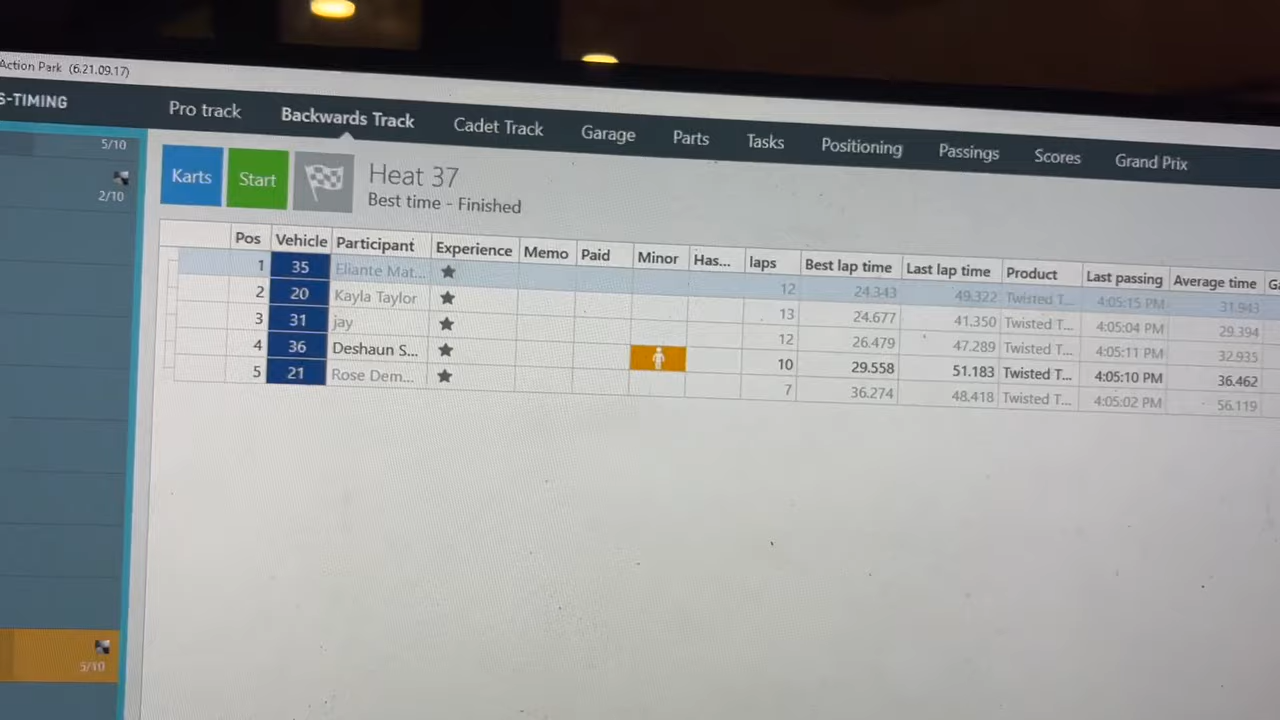 Action Park (6.21.09.17)
S-TIMING Pro track Backwards Track Cadet Track Garage Parts Tasks Positioning Passings Scores Grand Prix
5/10
2/10
Karts Start Heat 37
Best time - Finished
Pos Vehicle Participant Experience Memo Paid Minor Has... laps Best lap time Last lap time Product Last passing Average time
1 35 Eliante Mat... 12 24.343 49.322 Twisted T... 4:05:15 PM 31.943
2 20 Kayla Taylor 13 24.677 41.350 Twisted T... 4:05:04 PM 29.394
3 31 jay 12 26.479 47.289 Twisted T... 4:05:11 PM 32.935
4 36 Deshaun S... 10 29.558 51.183 Twisted T... 4:05:10 PM 36.462
5 21 Rose Dem... 7 36.274 48.418 Twisted T... 4:05:02 PM 56.119
5/10